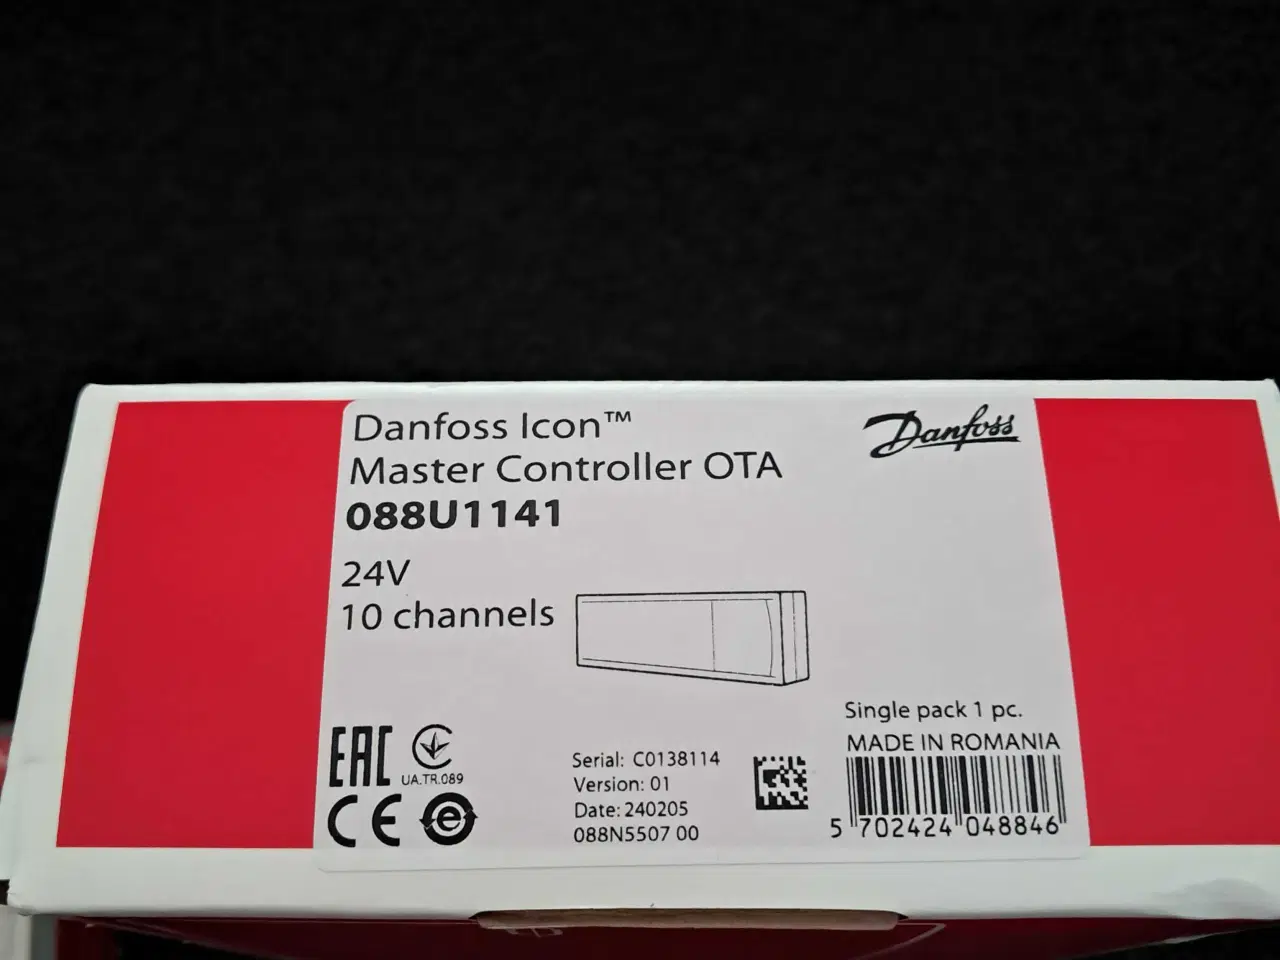 Danfoss Icon™
Master Controller OTA
088U1141
24V
10 channels
Danfoss
EAC
UA.TR.089
CE
e
Serial: C0138114
Version: 01
Date: 240205
088N5507 00
Single pack 1 pc.
MADE IN ROMANIA
5 702424 048846